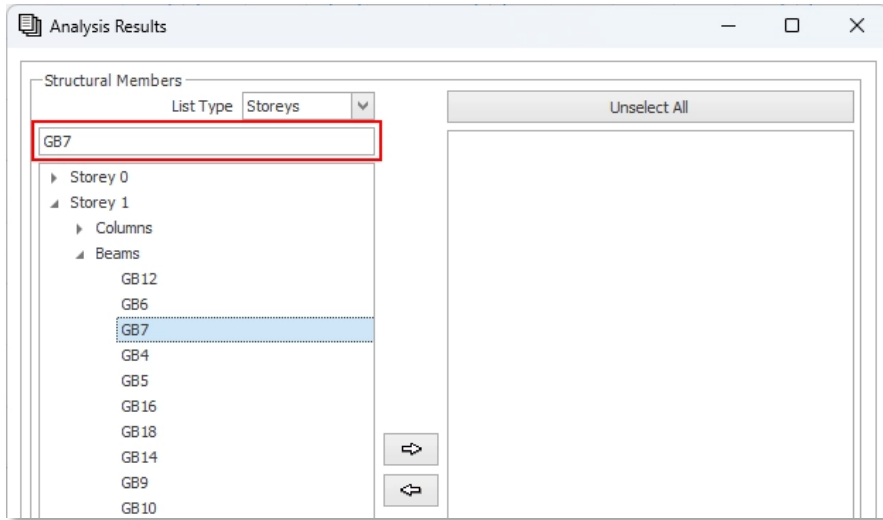 Analysis Results
Structural Members
List Type Storeys
Unselect All
GB7
Storey 0
Storey 1
Columns
Beams
GB12
GB6
GB7
GB4
GB5
GB16
GB18
GB14
GB9
GB10